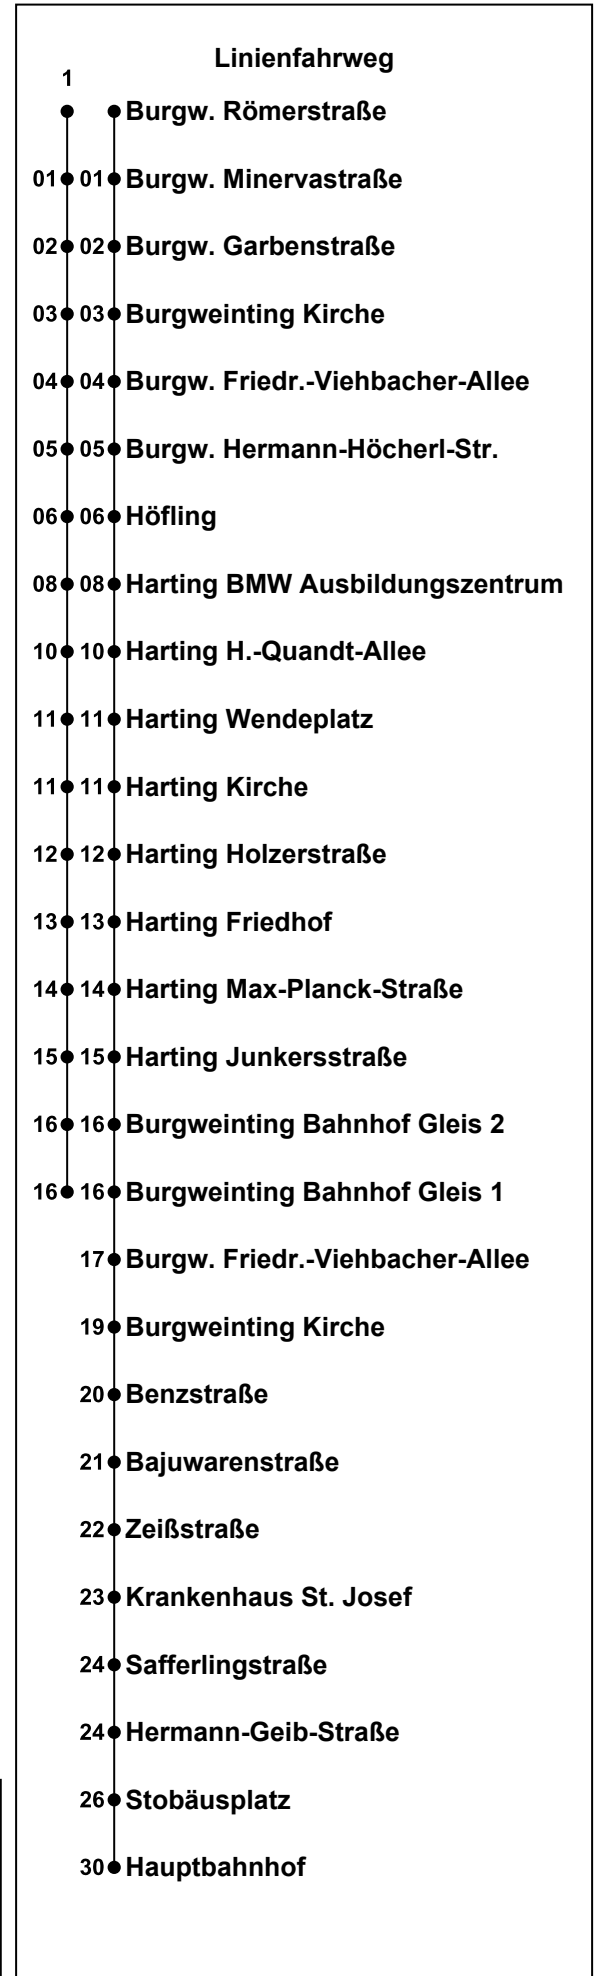 Linienfahrweg
1
Burgw. Römerstraße
01 01 Burgw. Minervastraße
02 02 Burgw. Garbenstraße
03 03 Burgweinting Kirche
04 04 Burgw. Friedr.-Viehbacher-Allee
05 05 Burgw. Hermann-Höcherl-Str.
06 06 Höfling
08 08 Harting BMW Ausbildungszentrum
10 10 Harting H.-Quandt-Allee
11 11 Harting Wendeplatz
11 11 Harting Kirche
12 12 Harting Holzerstraße
13 13 Harting Friedhof
14 14 Harting Max-Planck-Straße
15 15 Harting Junkersstraße
16 16 Burgweinting Bahnhof Gleis 2
16 16 Burgweinting Bahnhof Gleis 1
17 Burgw. Friedr.-Viehbacher-Allee
19 Burgweinting Kirche
20 Benzstraße
21 Bajuwarenstraße
22 Zeißstraße
23 Krankenhaus St. Josef
24 Safferlingstraße
24 Hermann-Geib-Straße
26 Stobäusplatz
30 Hauptbahnhof